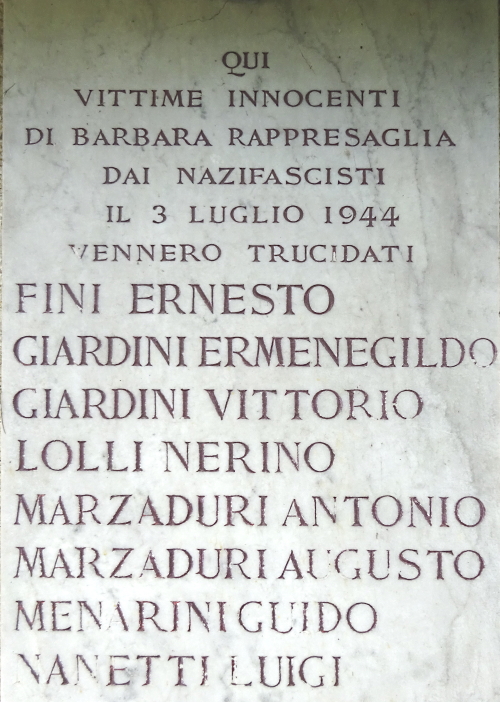 QUI
VITTIME INNOCENTI
DI BARBARA RAPPRESAGLIA
DAI NAZIFASCISTI
IL 3 LUGLIO 1944
VENNERO TRUCIDATI
FINI ERNESTO
GIARDINI ERMENEGILDO
GIARDINI VITTORIO
LOLLI NERINO
MARZADURI ANTONIO
MARZADURI AUGUSTO
MENARINI GUIDO
NANETTI LUIGI